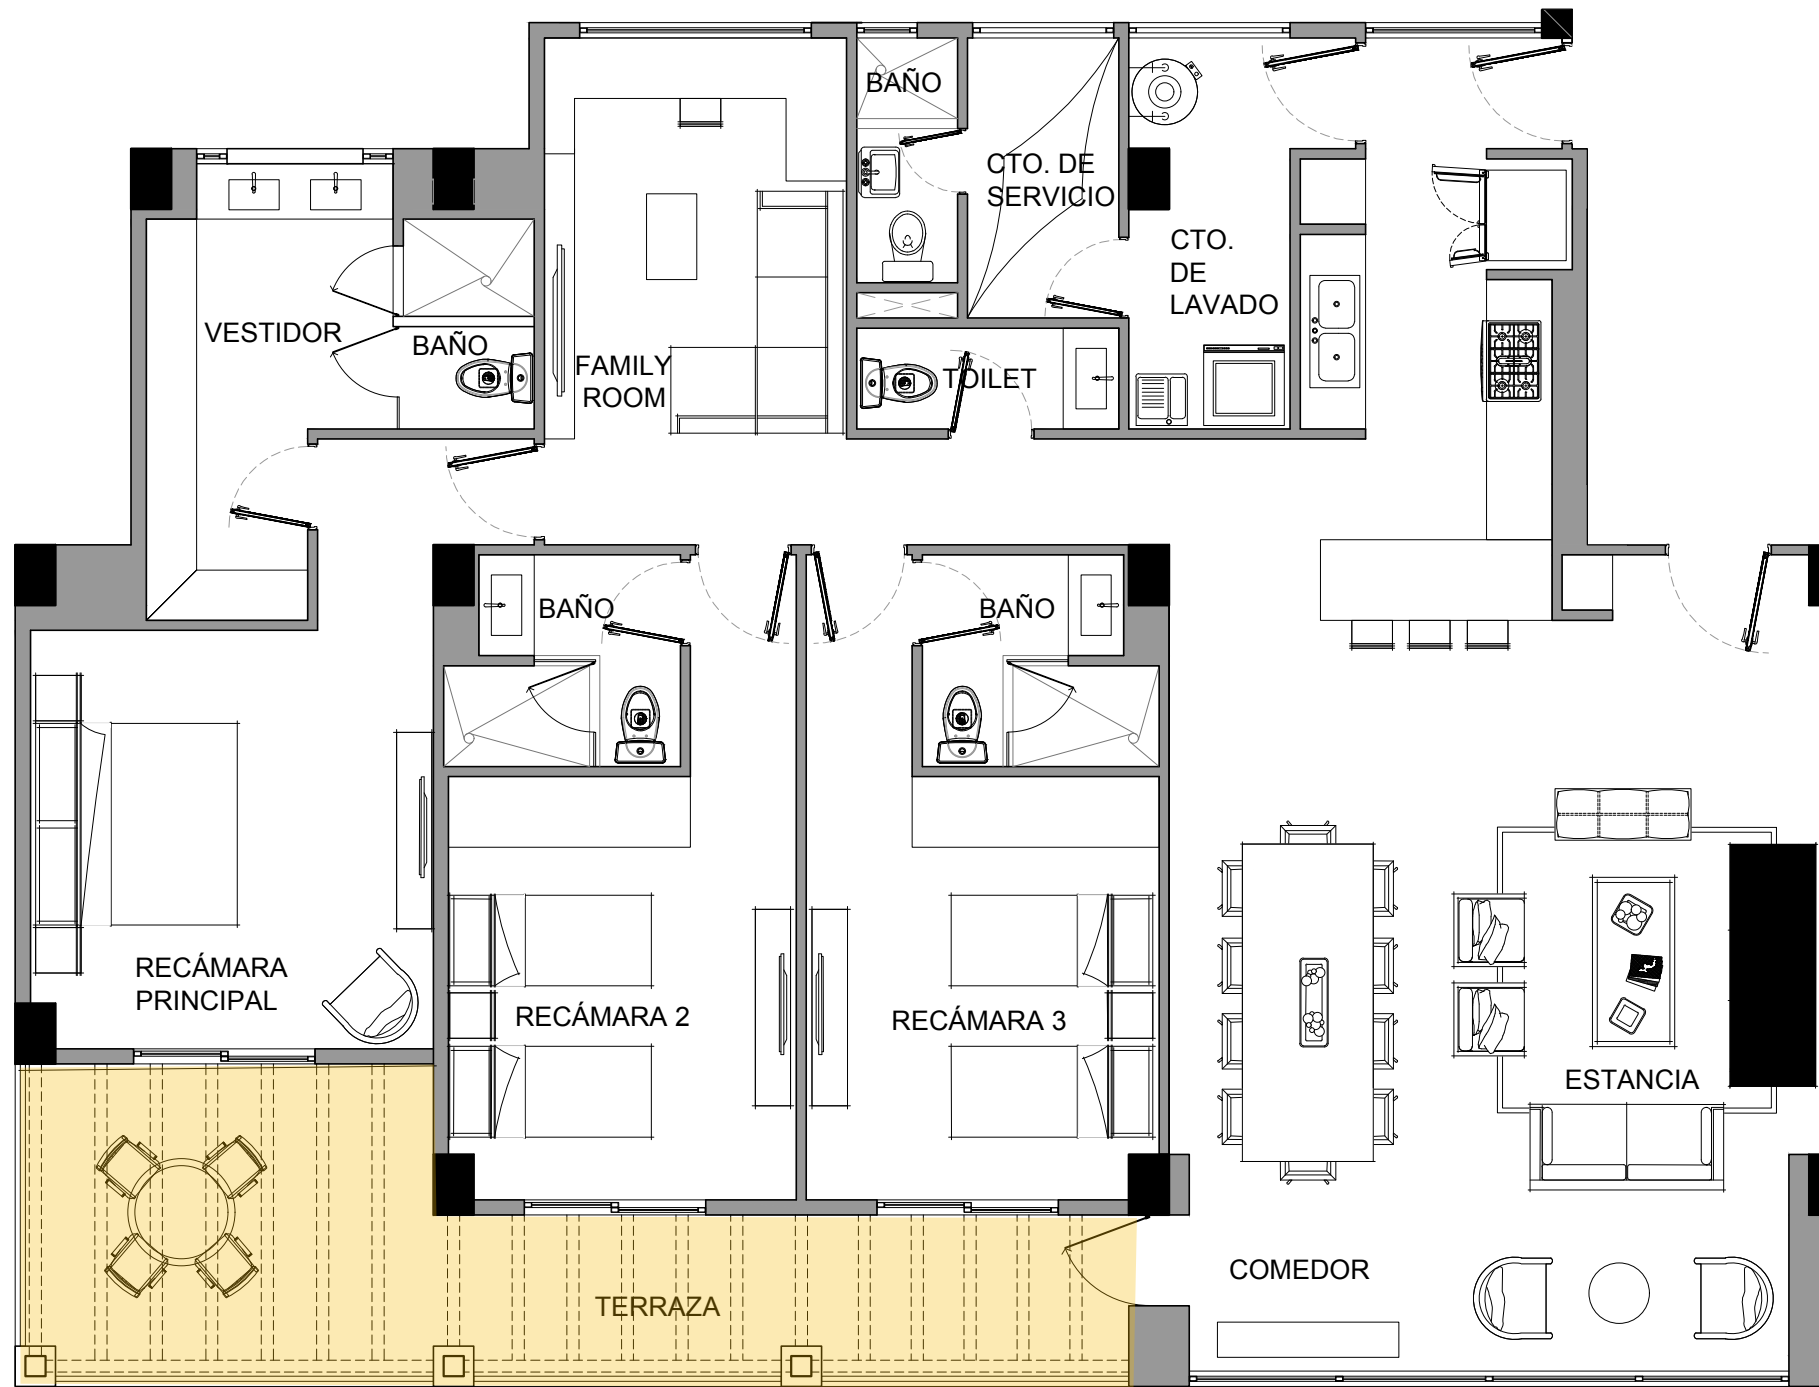 BAÑO
CTO. DE
SERVICIO
CTO.
DE
LAVADO
VESTIDOR
BAÑO
FAMILY
ROOM
TOILET
BAÑO
BAÑO
RECÁMARA
PRINCIPAL
RECÁMARA 2
RECÁMARA 3
ESTANCIA
COMEDOR
TERRAZA